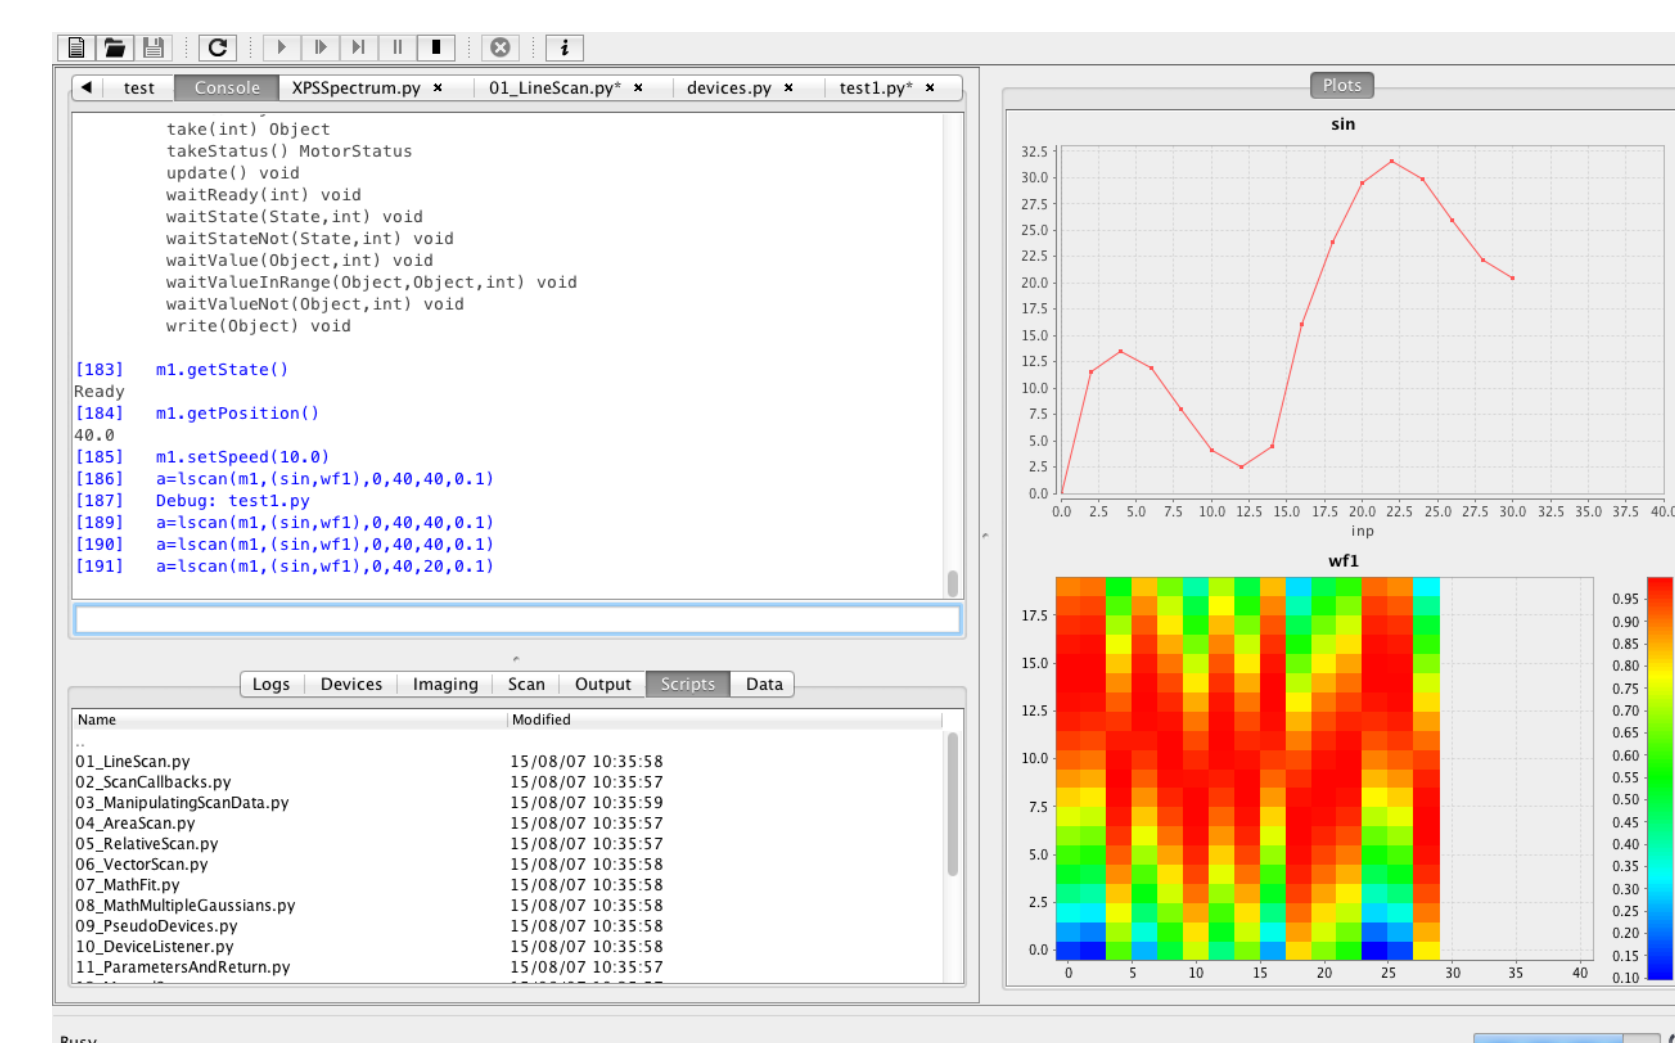 test Console XPSSpectrum.py × 01_LineScan.py* × devices.py × test1.py* ×
take(int) Object
takeStatus() MotorStatus
update() void
waitReady(int) void
waitState(State,int) void
waitStateNot(State,int) void
waitValue(Object,int) void
waitValueInRange(Object,Object,int) void
waitValueNot(Object,int) void
write(Object) void
[183] m1.getState()
Ready
[184] m1.getPosition()
40.0
[185] m1.setSpeed(10.0)
[186] a=lscan(m1,(sin,wf1),0,40,40,0.1)
[187] Debug: test1.py
[189] a=lscan(m1,(sin,wf1),0,40,40,0.1)
[190] a=lscan(m1,(sin,wf1),0,40,40,0.1)
[191] a=lscan(m1,(sin,wf1),0,40,20,0.1)
Logs Devices Imaging Scan Output Scripts Data
Name Modified
..
01_LineScan.py 15/08/07 10:35:58
02_ScanCallbacks.py 15/08/07 10:35:57
03_ManipulatingScanData.py 15/08/07 10:35:59
04_AreaScan.py 15/08/07 10:35:57
05_RelativeScan.py 15/08/07 10:35:57
06_VectorScan.py 15/08/07 10:35:58
07_MathFit.py 15/08/07 10:35:58
08_MathMultipleGaussians.py 15/08/07 10:35:58
09_PseudoDevices.py 15/08/07 10:35:58
10_DeviceListener.py 15/08/07 10:35:58
11_ParametersAndReturn.py 15/08/07 10:35:57
Busy
Plots
sin
32.5
30.0
27.5
25.0
22.5
20.0
17.5
15.0
12.5
10.0
7.5
5.0
2.5
0.0
0.0 2.5 5.0 7.5 10.0 12.5 15.0 17.5 20.0 22.5 25.0 27.5 30.0 32.5 35.0 37.5 40.0
inp
wf1
17.5
15.0
12.5
10.0
7.5
5.0
2.5
0.0
0 5 10 15 20 25 30 35 40
0.95
0.90
0.85
0.80
0.75
0.70
0.65
0.60
0.55
0.50
0.45
0.40
0.35
0.30
0.25
0.20
0.15
0.10